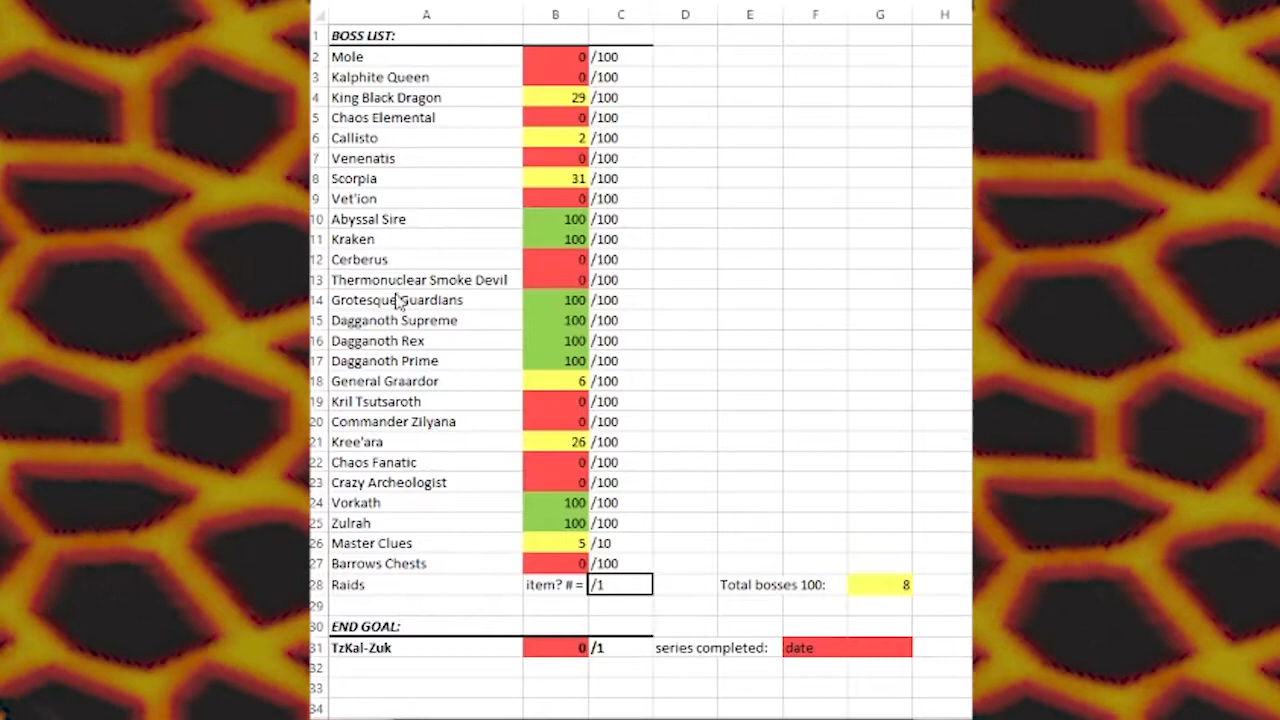 A B C D E F G H
1 BOSS LIST:
2 Mole 0 /100
3 Kalphite Queen 0 /100
4 King Black Dragon 29 /100
5 Chaos Elemental 0 /100
6 Callisto 2 /100
7 Venenatis 0 /100
8 Scorpia 31 /100
9 Vet'ion 0 /100
10 Abyssal Sire 100 /100
11 Kraken 100 /100
12 Cerberus 0 /100
13 Thermonuclear Smoke Devil 0 /100
14 Grotesque Guardians 100 /100
15 Dagganoth Supreme 100 /100
16 Dagganoth Rex 100 /100
17 Dagganoth Prime 100 /100
18 General Graardor 6 /100
19 Kril Tsutsaroth 0 /100
20 Commander Zilyana 0 /100
21 Kree'ara 26 /100
22 Chaos Fanatic 0 /100
23 Crazy Archeologist 0 /100
24 Vorkath 100 /100
25 Zulrah 100 /100
26 Master Clues 5 /10
27 Barrows Chests 0 /100
28 Raids item? # = /1 Total bosses 100: 8
29
30 END GOAL:
31 TzKal-Zuk 0 /1 series completed: date
32
33
34